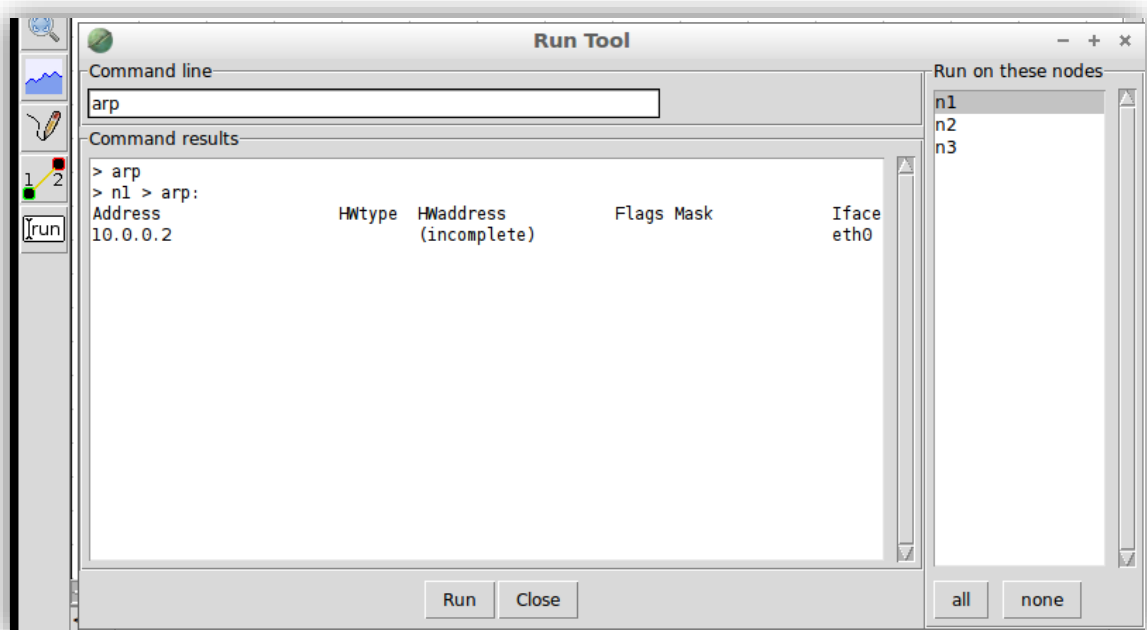 Run Tool
Command line
arp
Command results
> arp
> n1 > arp:
Address HWtype HWaddress Flags Mask Iface
10.0.0.2 (incomplete) eth0
Run Close
Run on these nodes
n1
n2
n3
all none
1 2
run